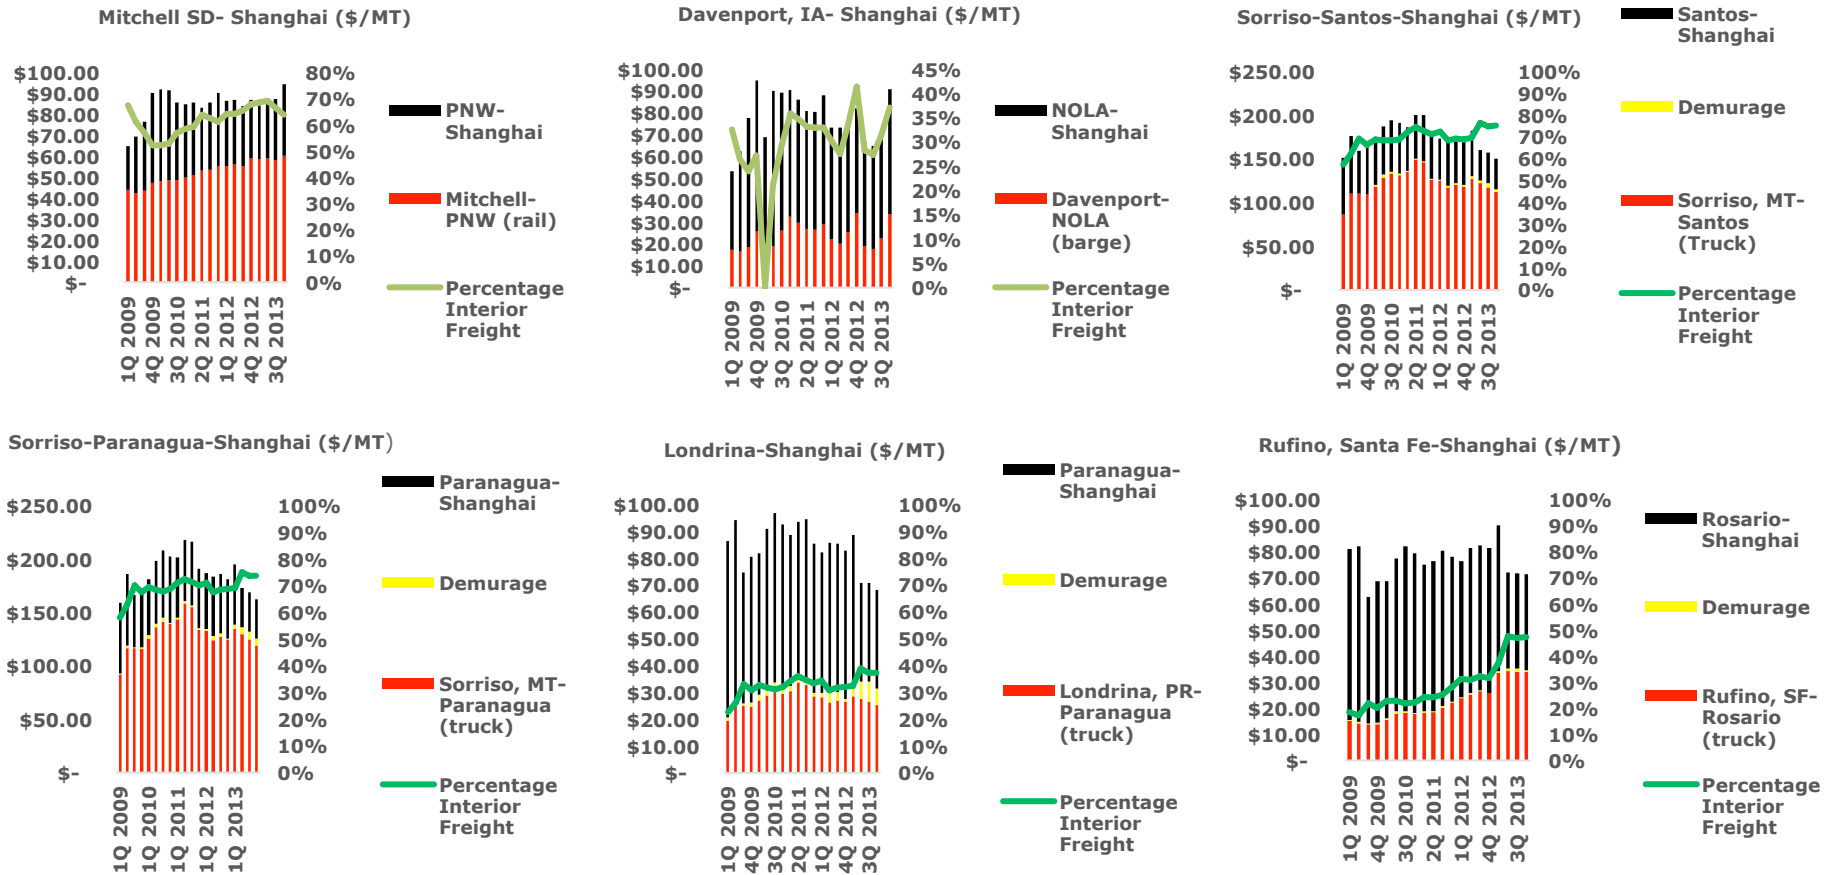 Mitchell SD- Shanghai ($/MT)
$100.00
$90.00
$80.00
$70.00
$60.00
$50.00
$40.00
$30.00
$20.00
$10.00
$-
80%
70%
60%
50%
40%
30%
20%
10%
0%
1Q 2009
4Q 2009
3Q 2010
2Q 2011
1Q 2012
4Q 2012
3Q 2013
PNW-
Shanghai
Mitchell-
PNW (rail)
Percentage
Interior
Freight
Davenport, IA- Shanghai ($/MT)
$100.00
$90.00
$80.00
$70.00
$60.00
$50.00
$40.00
$30.00
$20.00
$10.00
$-
45%
40%
35%
30%
25%
20%
15%
10%
5%
0%
1Q 2009
4Q 2009
3Q 2010
2Q 2011
1Q 2012
4Q 2012
3Q 2013
NOLA-
Shanghai
Davenport-
NOLA
(barge)
Percentage
Interior
Freight
Sorriso-Santos-Shanghai ($/MT)
$250.00
$200.00
$150.00
$100.00
$50.00
$-
100%
90%
80%
70%
60%
50%
40%
30%
20%
10%
0%
1Q 2009
4Q 2009
3Q 2010
2Q 2011
1Q 2012
4Q 2012
3Q 2013
Santos-
Shanghai
Demurage
Sorriso, MT-
Santos
(Truck)
Percentage
Interior
Freight
Sorriso-Paranagua-Shanghai ($/MT)
$250.00
$200.00
$150.00
$100.00
$50.00
$-
100%
90%
80%
70%
60%
50%
40%
30%
20%
10%
0%
1Q 2009
1Q 2010
1Q 2011
1Q 2012
1Q 2013
Paranagua-
Shanghai
Demurage
Sorriso, MT-
Paranagua
(truck)
Percentage
Interior
Freight
Londrina-Shanghai ($/MT)
$100.00
$90.00
$80.00
$70.00
$60.00
$50.00
$40.00
$30.00
$20.00
$10.00
$-
100%
90%
80%
70%
60%
50%
40%
30%
20%
10%
0%
1Q 2009
4Q 2009
3Q 2010
2Q 2011
1Q 2012
4Q 2012
3Q 2013
Paranagua-
Shanghai
Demurage
Londrina, PR-
Paranagua
(truck)
Percentage
Interior
Freight
Rufino, Santa Fe-Shanghai ($/MT)
$100.00
$90.00
$80.00
$70.00
$60.00
$50.00
$40.00
$30.00
$20.00
$10.00
$-
100%
90%
80%
70%
60%
50%
40%
30%
20%
10%
0%
1Q 2009
4Q 2009
3Q 2010
2Q 2011
1Q 2012
4Q 2012
3Q 2013
Rosario-
Shanghai
Demurage
Rufino, SF-
Rosario
(truck)
Percentage
Interior
Freight